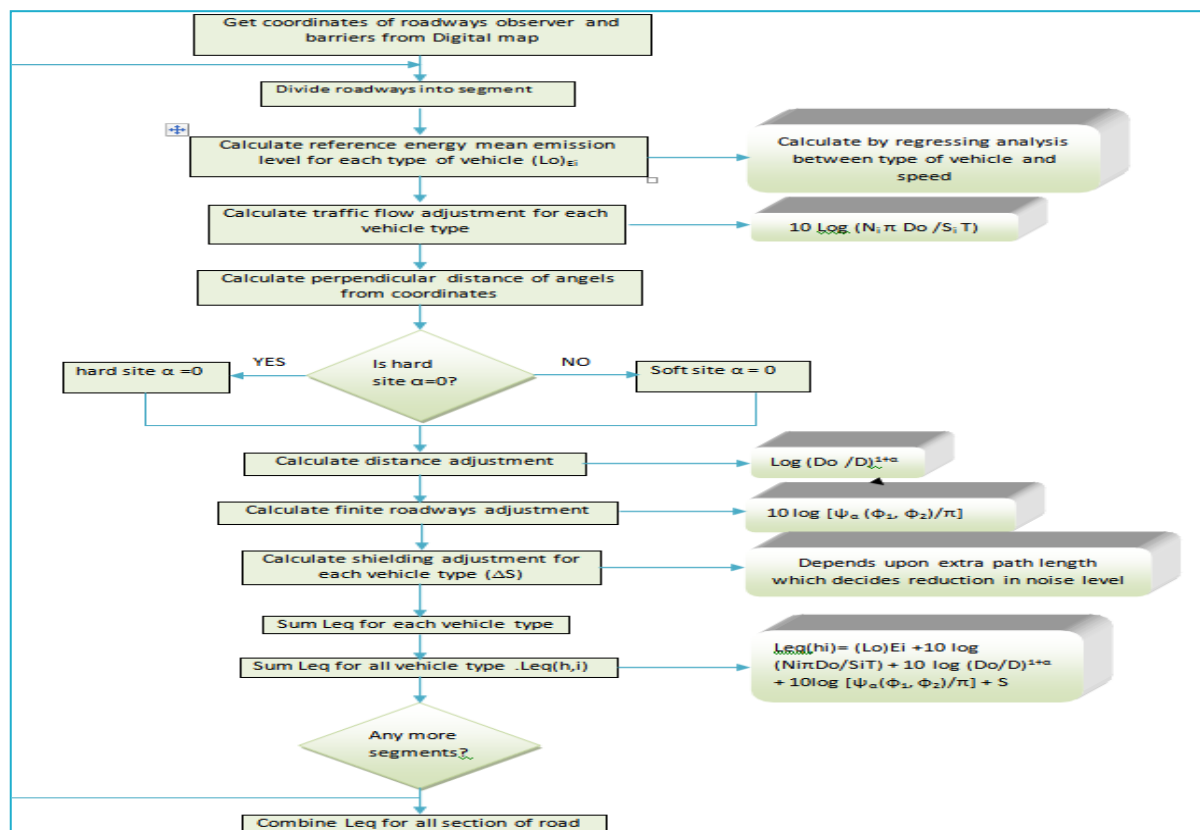 Get coordinates of roadways observer and
barriers from Digital map
Divide roadways into segment
Calculate reference energy mean emission
level for each type of vehicle (Lo)Ei
Calculate by regressing analysis
between type of vehicle and
speed
Calculate traffic flow adjustment for each
vehicle type
10 Log (Ni π Do /Si T)
Calculate perpendicular distance of angels
from coordinates
Is hard
site α=0?
YES
NO
hard site α =0
Soft site α = 0
Calculate distance adjustment
Log (Do /D)¹⁺ᵅ
Calculate finite roadways adjustment
10 log [ψα (Φ₁, Φ₂)/π]
Calculate shielding adjustment for
each vehicle type (ΔS)
Depends upon extra path length
which decides reduction in noise level
Sum Leq for each vehicle type
Sum Leq for all vehicle type .Leq(h,i)
Leq(hi)= (Lo)Ei +10 log
(NiπDo/SiT) + 10 log (Do/D)¹⁺ᵅ
+ 10log [ψα(Φ₁, Φ₂)/π] + S
Any more
segments?
Combine Leq for all section of road